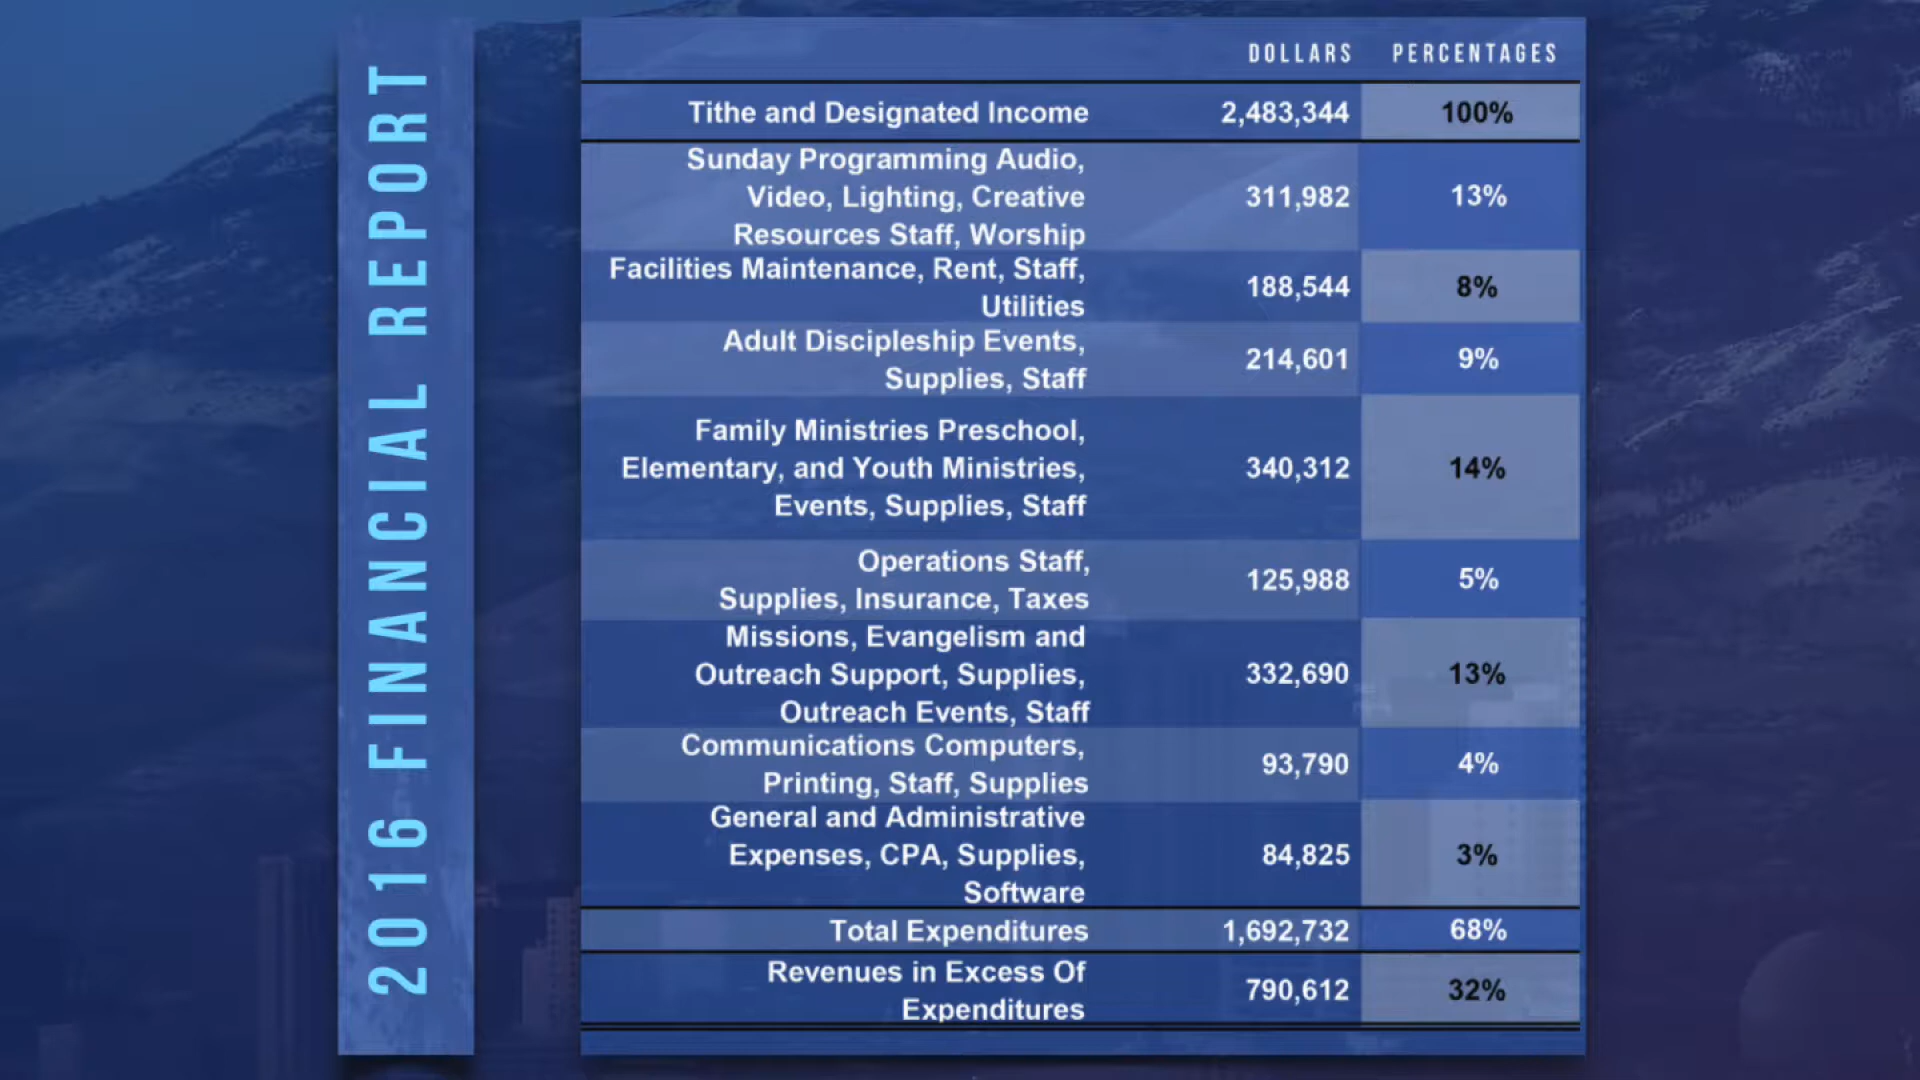 2016 FINANCIAL REPORT
DOLLARS PERCENTAGES
Tithe and Designated Income 2,483,344 100%
Sunday Programming Audio,
Video, Lighting, Creative 311,982 13%
Resources Staff, Worship
Facilities Maintenance, Rent, Staff,
Utilities 188,544 8%
Adult Discipleship Events,
Supplies, Staff 214,601 9%
Family Ministries Preschool,
Elementary, and Youth Ministries, 340,312 14%
Events, Supplies, Staff
Operations Staff,
Supplies, Insurance, Taxes 125,988 5%
Missions, Evangelism and
Outreach Support, Supplies, 332,690 13%
Outreach Events, Staff
Communications Computers,
Printing, Staff, Supplies 93,790 4%
General and Administrative
Expenses, CPA, Supplies, 84,825 3%
Software
Total Expenditures 1,692,732 68%
Revenues in Excess Of
Expenditures 790,612 32%